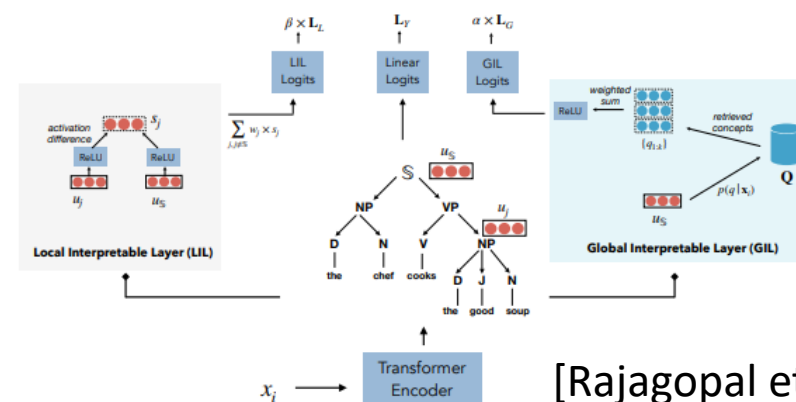 β × L_L
L_Y
α × L_G
LIL Logits
Linear Logits
GIL Logits
activation difference
s_j
ReLU
ReLU
u_j
u_𝕊
Local Interpretable Layer (LIL)
∑_{j,j≠𝕊} w_j × s_j
𝕊
u_𝕊
NP
VP
u_j
D
N
V
NP
the
chef
cooks
D
J
N
the
good
soup
weighted sum
ReLU
{q_{1:k}}
retrieved concepts
Q
p(q | x_i)
u_𝕊
Global Interpretable Layer (GIL)
x_i
Transformer Encoder
[Rajagopal et